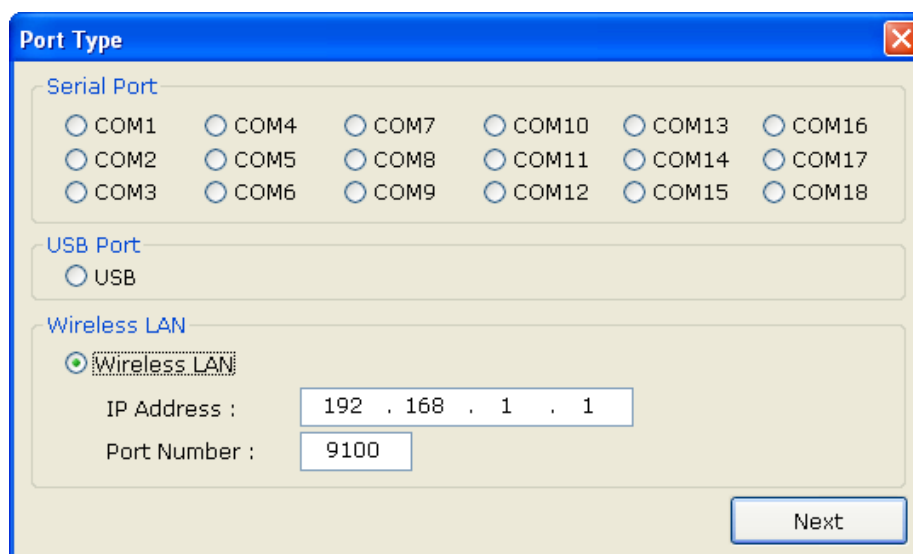 Port Type
Serial Port
COM1 COM4 COM7 COM10 COM13 COM16
COM2 COM5 COM8 COM11 COM14 COM17
COM3 COM6 COM9 COM12 COM15 COM18
USB Port
USB
Wireless LAN
Wireless LAN
IP Address : 192 . 168 . 1 . 1
Port Number : 9100
Next